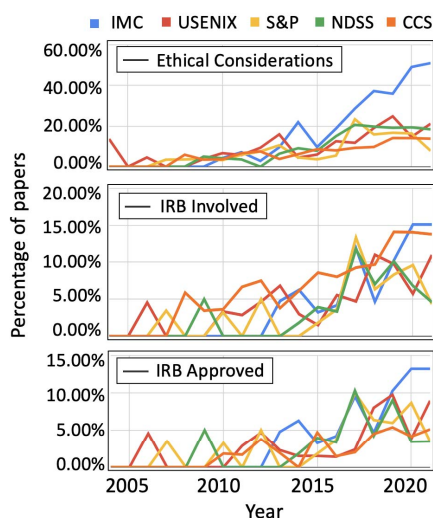 IMC USENIX S&P NDSS CCS
60.00%
Ethical Considerations
40.00%
20.00%
0.00%
20.00%
IRB Involved
15.00%
10.00%
5.00%
0.00%
15.00%
IRB Approved
10.00%
5.00%
0.00%
2005 2010 2015 2020
Year
Percentage of papers